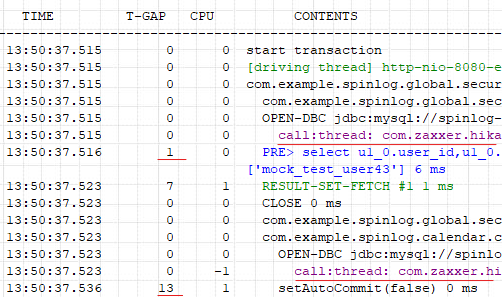 TIME T-GAP CPU CONTENTS
13:50:37.515 0 0 start transaction
13:50:37.515 0 0 [driving thread] http-nio-8080-e
13:50:37.515 0 0 com.example.spinlog.global.secur
13:50:37.515 0 0 com.example.spinlog.global.sec
13:50:37.515 0 0 OPEN-DBC jdbc:mysql://spinlog-
13:50:37.515 0 0 call:thread: com.zaxxer.hika
13:50:37.516 1 0 PRE> select u1_0.user_id,u1_0.
['mock_test_user43'] 6 ms
13:50:37.523 7 1 RESULT-SET-FETCH #1 1 ms
13:50:37.523 0 0 CLOSE 0 ms
13:50:37.523 0 0 com.example.spinlog.global.sec
13:50:37.523 0 0 com.example.spinlog.calendar.c
13:50:37.523 0 0 OPEN-DBC jdbc:mysql://spinlo
13:50:37.523 0 -1 call:thread: com.zaxxer.hi
13:50:37.536 13 1 setAutoCommit(false) 0 ms